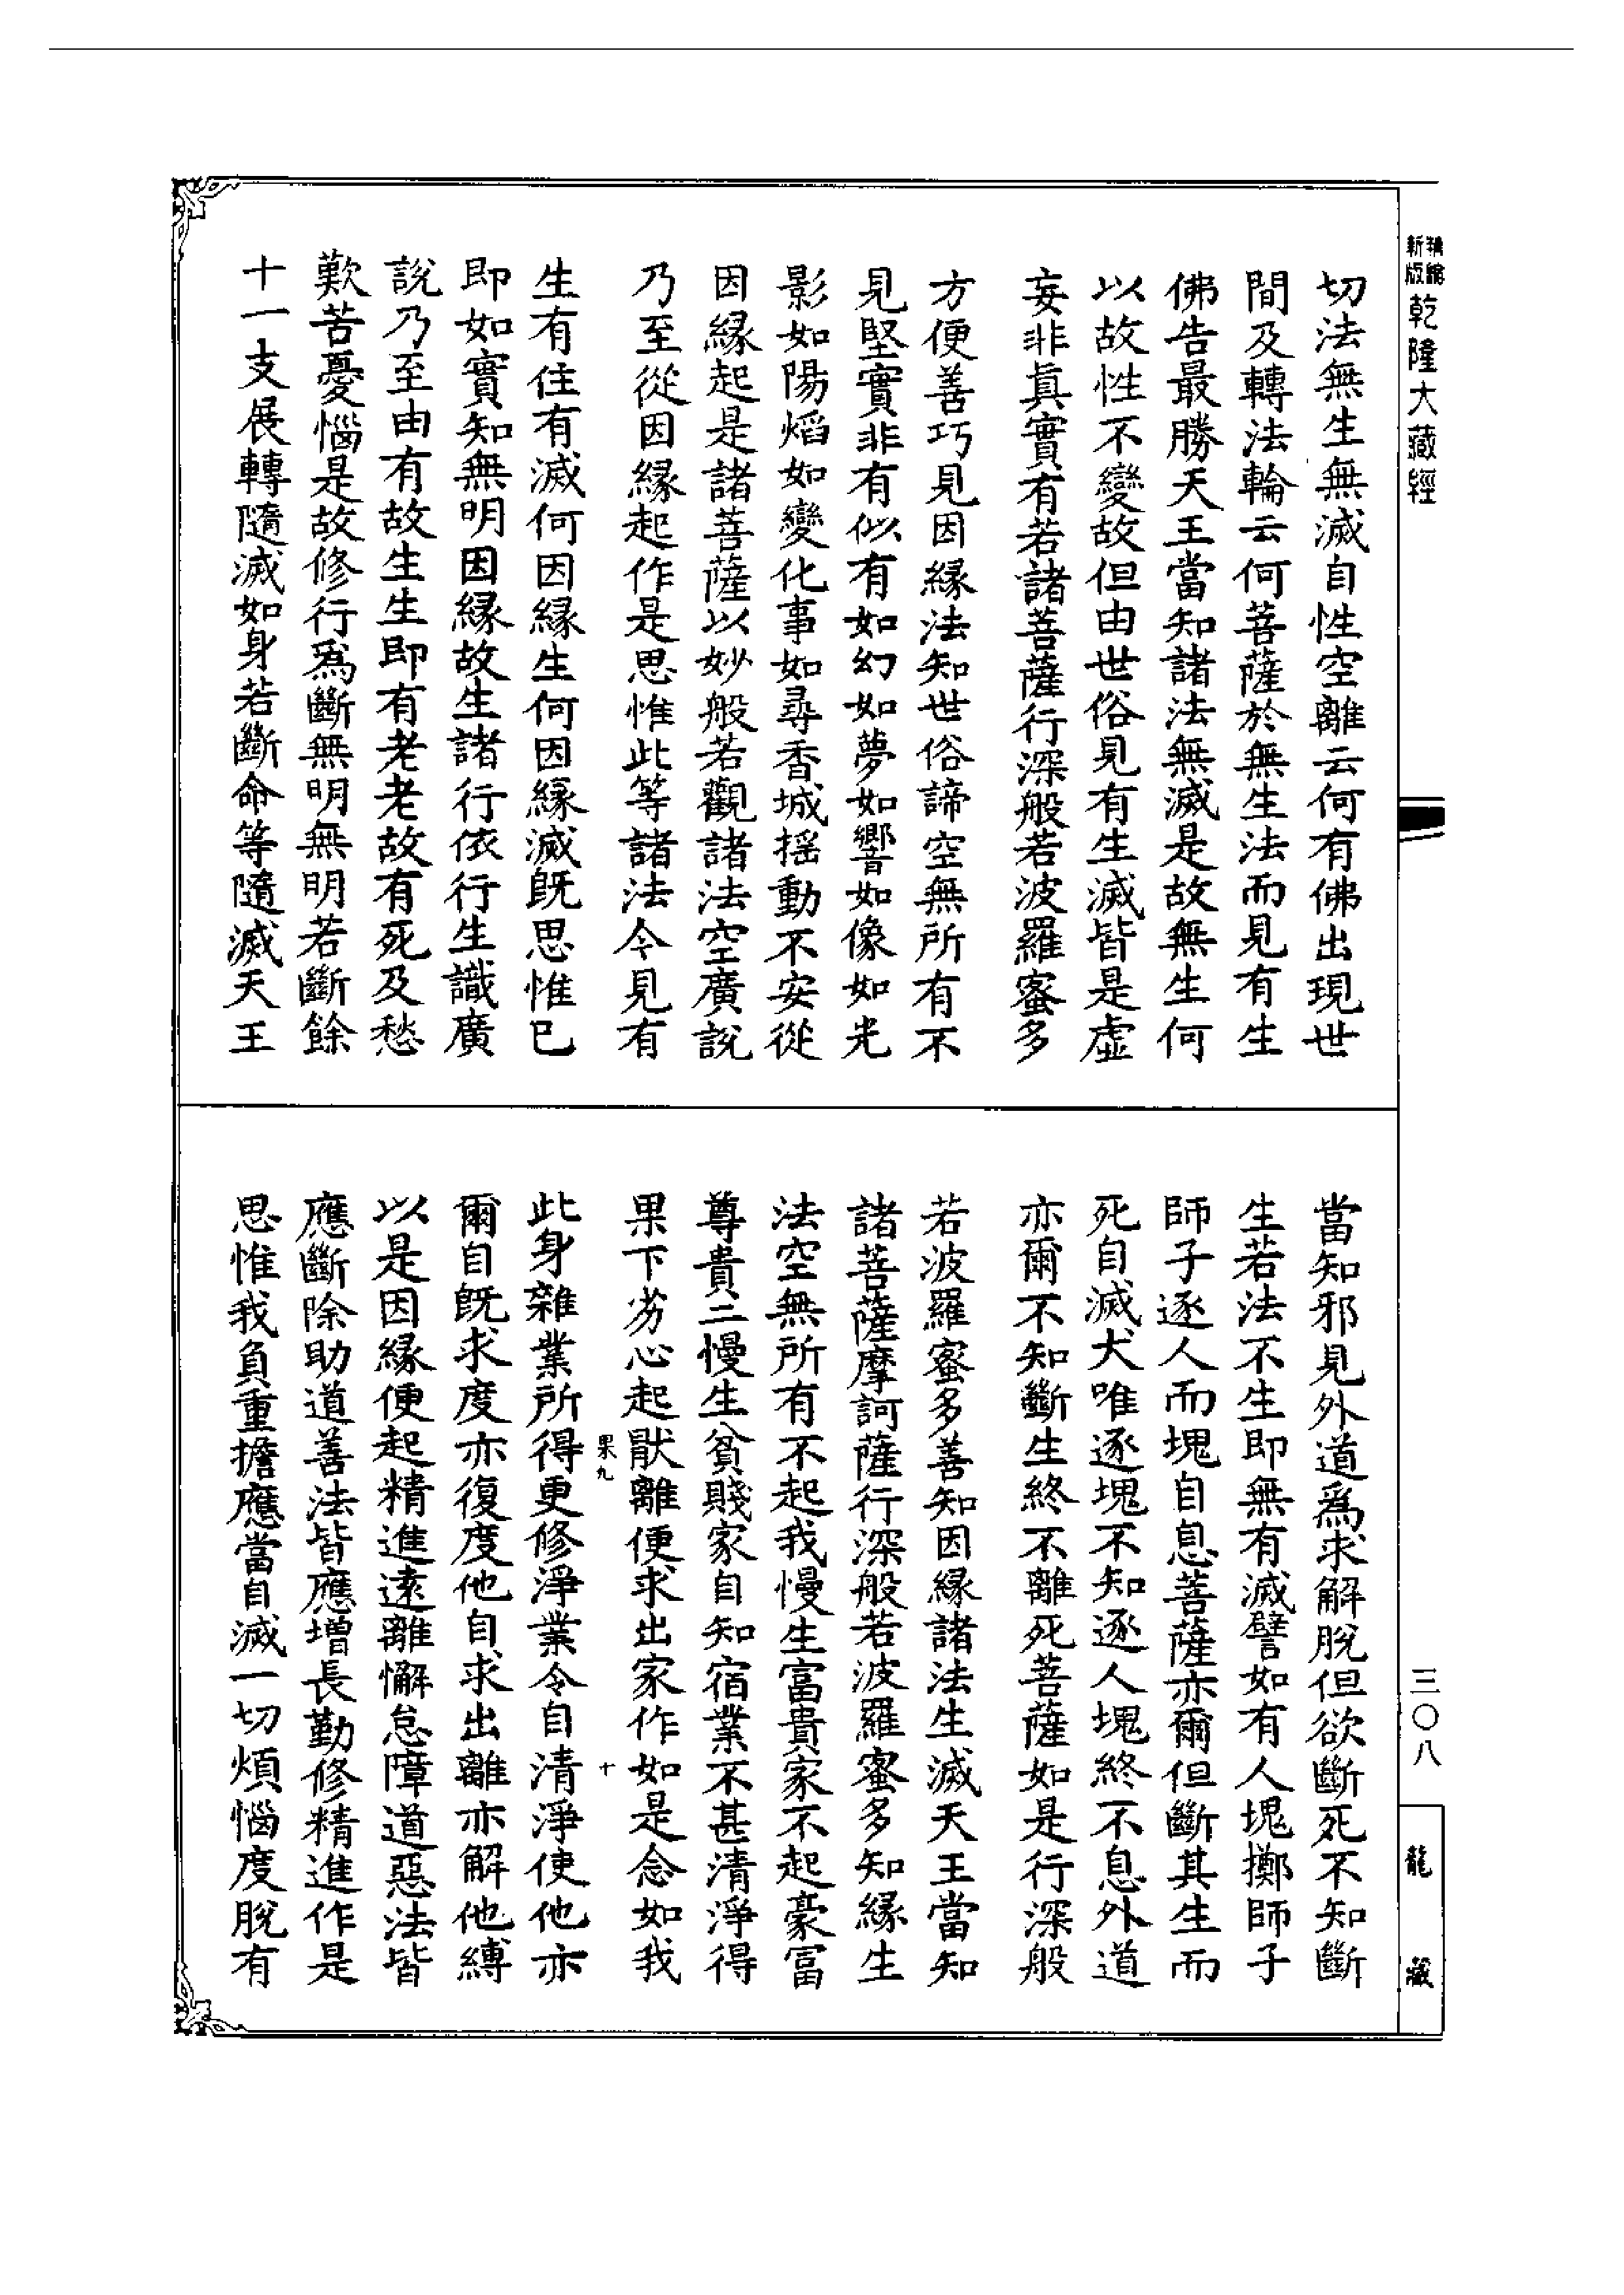 新版
乾隆大藏經
切法無生無滅自性空離云何有佛出現世
間及轉法輪云何菩薩於無生法而見有生
佛告最勝天王當知諸法無滅是故無生何
以故性不變故但由世俗見有生滅皆是虛
妄非真實有若諸菩薩行深般若波羅蜜多
方便善巧見因緣法知世俗諦空無所有不
見堅實非有似有如幻如夢如響如像如光
影如陽燄如變化事如尋香城搖動不安從
因緣起是諸菩薩以妙般若觀諸法空廣說
乃至從因緣起作是思惟此等諸法今見有
生有住有滅何因緣生何因緣滅既思惟已
即如實知無明因緣故生諸行依行生識廣
說乃至由有故生生即有老老故有死及愁
歎苦憂惱是故修行為斷無明無明若斷餘
十一支展轉隨滅如身若斷命等隨滅天王
當知邪見外道為求解脫但欲斷死不知斷
生若法不生即無有滅譬如有人塊擲師子
師子逐人而塊自息菩薩亦爾但斷其生而
死自滅犬唯逐塊不知逐人塊終不息外道
亦爾不知斷生終不離死菩薩如是行深般
若波羅蜜多善知因緣諸法生滅天王當知
諸菩薩摩訶薩行深般若波羅蜜多知緣生
法空無所有不起我慢生富貴家不起豪富
尊貴二慢生貧賤家自知宿業不甚清淨得
果下劣心起厭離便求出家作如是念如我
果九
十
此身雜業所得更修淨業令自清淨使他亦
爾自既求度亦復度他自求出離亦解他縛
以是因緣便起精進遠離懈怠障道惡法皆
應斷除助道善法皆應增長勤修精進作是
思惟我負重擔應當自滅一切煩惱度脫有
三〇八
龍藏